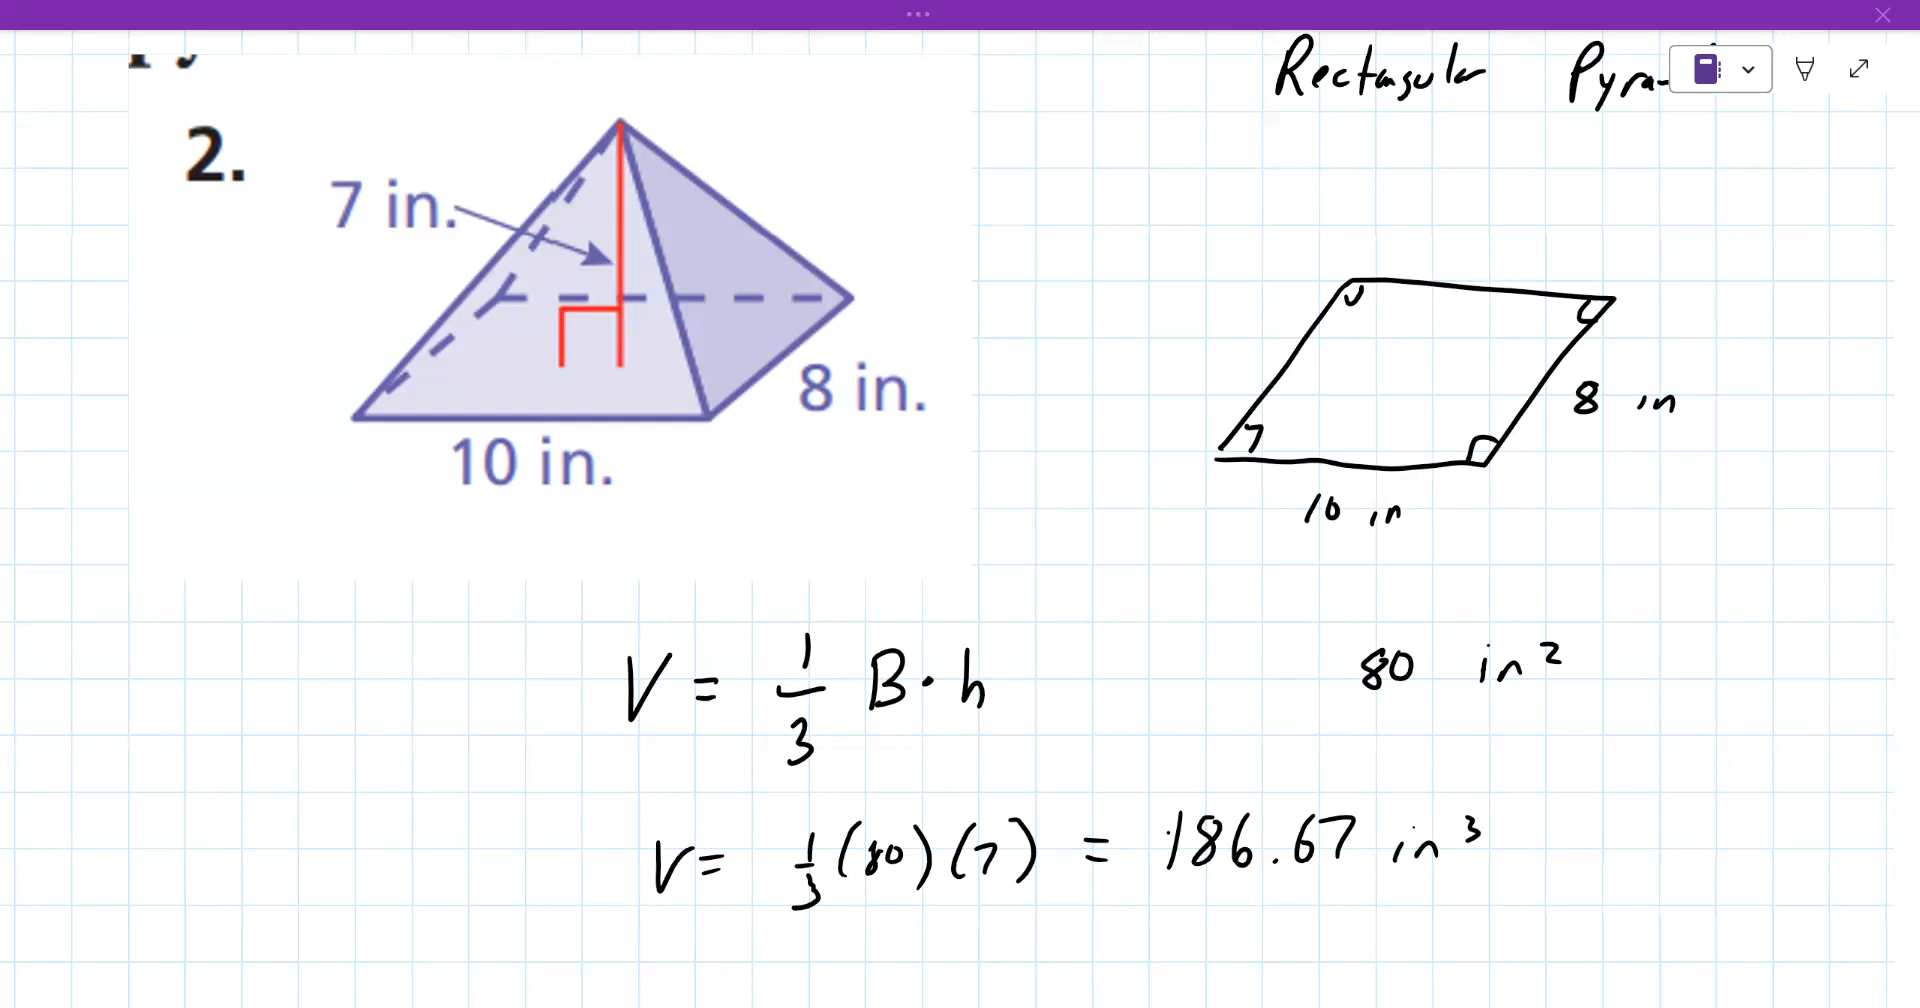 Rectangular
2.
7 in.
8 in.
10 in.
8 in
10 in
V = 1/3 B · h
80 in²
V = 1/3 (80)(7) = 186.67 in³